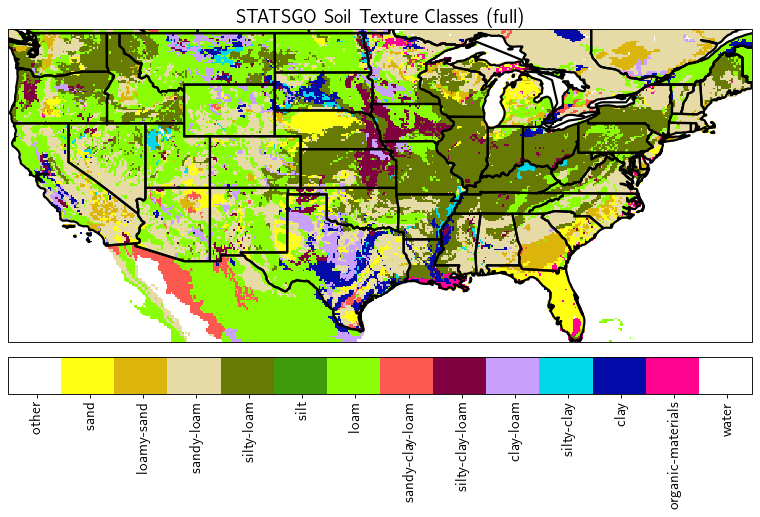 STATSGO Soil Texture Classes (full)
other
sand
loamy-sand
sandy-loam
silty-loam
silt
loam
sandy-clay-loam
silty-clay-loam
clay-loam
silty-clay
clay
organic-materials
water